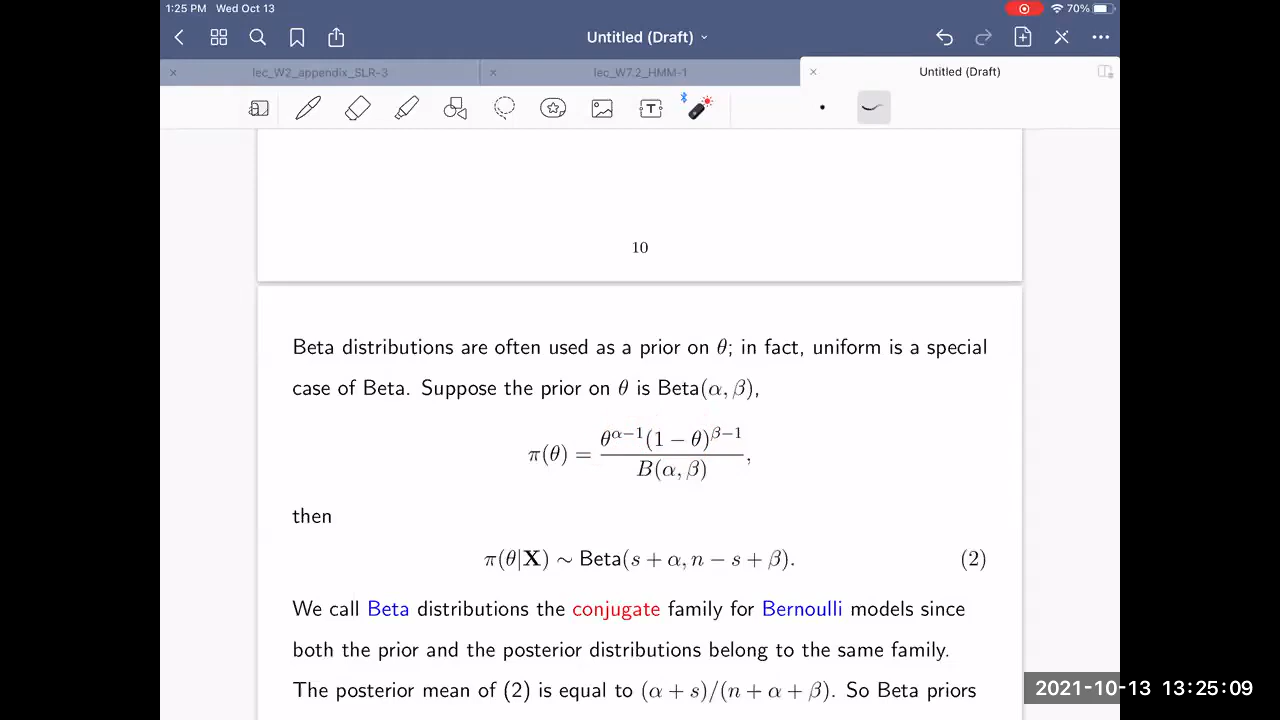 1:25 PM Wed Oct 13
70%
Untitled (Draft)
lec_W2_appendix_SLR-3
lec_W7.2_HMM-1
Untitled (Draft)
T
10
Beta distributions are often used as a prior on θ; in fact, uniform is a special
case of Beta. Suppose the prior on θ is Beta(α, β),
π(θ) = θ^{α−1}(1 − θ)^{β−1} / B(α, β),
then
π(θ|X) ∼ Beta(s + α, n − s + β). (2)
We call Beta distributions the conjugate family for Bernoulli models since
both the prior and the posterior distributions belong to the same family.
The posterior mean of (2) is equal to (α + s)/(n + α + β). So Beta priors
2021-10-13 13:25:09